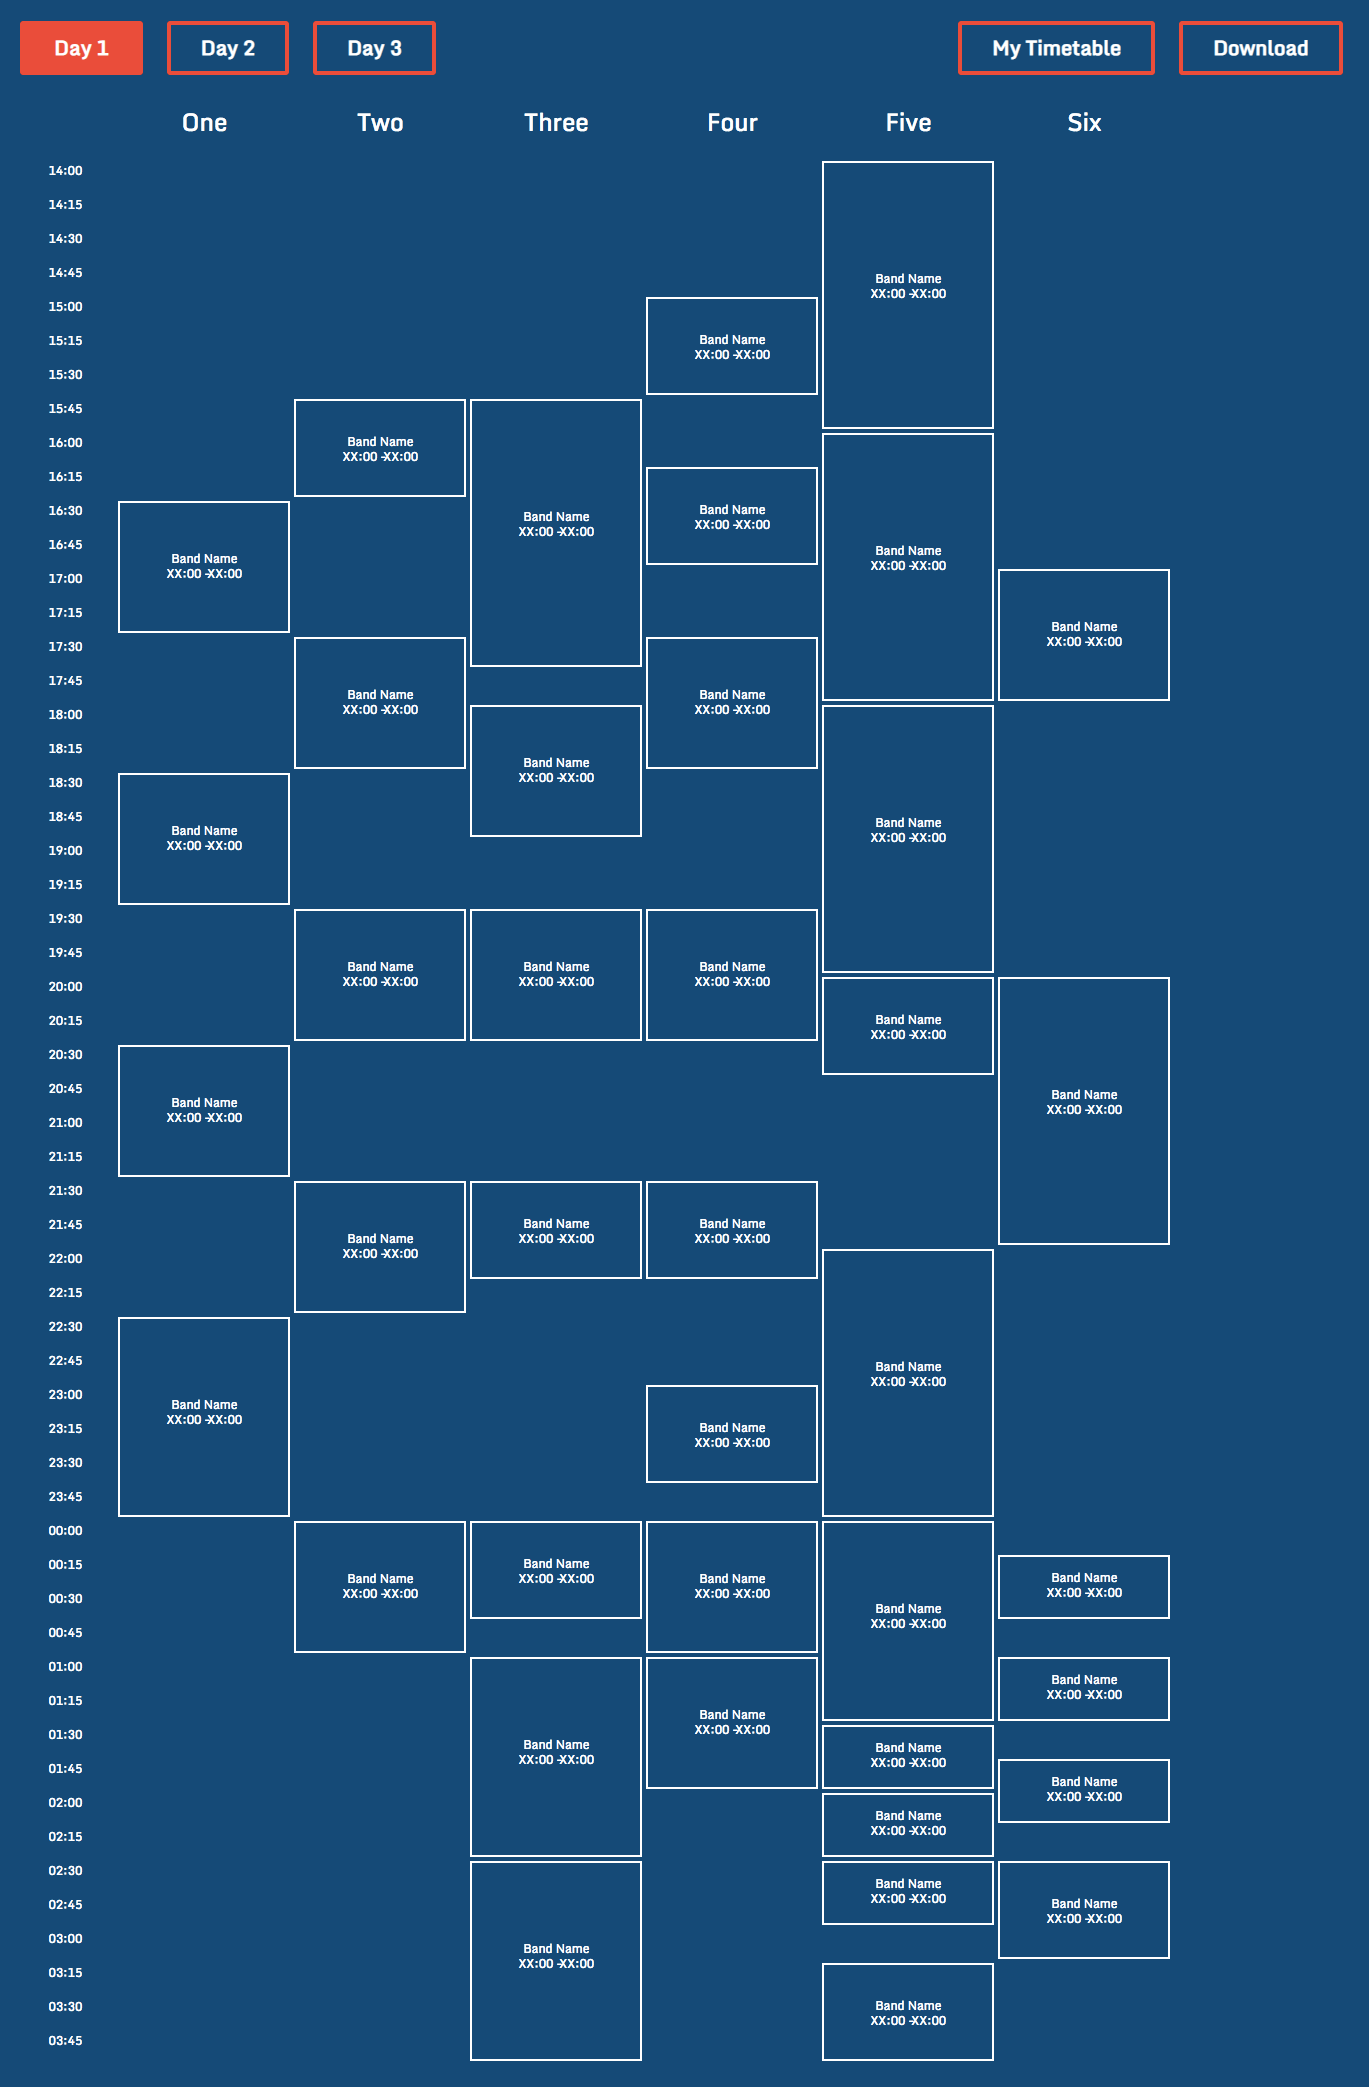 Day 1
Day 2
Day 3
My Timetable
Download
One
Two
Three
Four
Five
Six
14:00
14:15
14:30
14:45
15:00
15:15
15:30
15:45
16:00
16:15
16:30
16:45
17:00
17:15
17:30
17:45
18:00
18:15
18:30
18:45
19:00
19:15
19:30
19:45
20:00
20:15
20:30
20:45
21:00
21:15
21:30
21:45
22:00
22:15
22:30
22:45
23:00
23:15
23:30
23:45
00:00
00:15
00:30
00:45
01:00
01:15
01:30
01:45
02:00
02:15
02:30
02:45
03:00
03:15
03:30
03:45
Band Name
XX:00 -XX:00
Band Name
XX:00 -XX:00
Band Name
XX:00 -XX:00
Band Name
XX:00 -XX:00
Band Name
XX:00 -XX:00
Band Name
XX:00 -XX:00
Band Name
XX:00 -XX:00
Band Name
XX:00 -XX:00
Band Name
XX:00 -XX:00
Band Name
XX:00 -XX:00
Band Name
XX:00 -XX:00
Band Name
XX:00 -XX:00
Band Name
XX:00 -XX:00
Band Name
XX:00 -XX:00
Band Name
XX:00 -XX:00
Band Name
XX:00 -XX:00
Band Name
XX:00 -XX:00
Band Name
XX:00 -XX:00
Band Name
XX:00 -XX:00
Band Name
XX:00 -XX:00
Band Name
XX:00 -XX:00
Band Name
XX:00 -XX:00
Band Name
XX:00 -XX:00
Band Name
XX:00 -XX:00
Band Name
XX:00 -XX:00
Band Name
XX:00 -XX:00
Band Name
XX:00 -XX:00
Band Name
XX:00 -XX:00
Band Name
XX:00 -XX:00
Band Name
XX:00 -XX:00
Band Name
XX:00 -XX:00
Band Name
XX:00 -XX:00
Band Name
XX:00 -XX:00
Band Name
XX:00 -XX:00
Band Name
XX:00 -XX:00
Band Name
XX:00 -XX:00
Band Name
XX:00 -XX:00
Band Name
XX:00 -XX:00
Band Name
XX:00 -XX:00
Band Name
XX:00 -XX:00